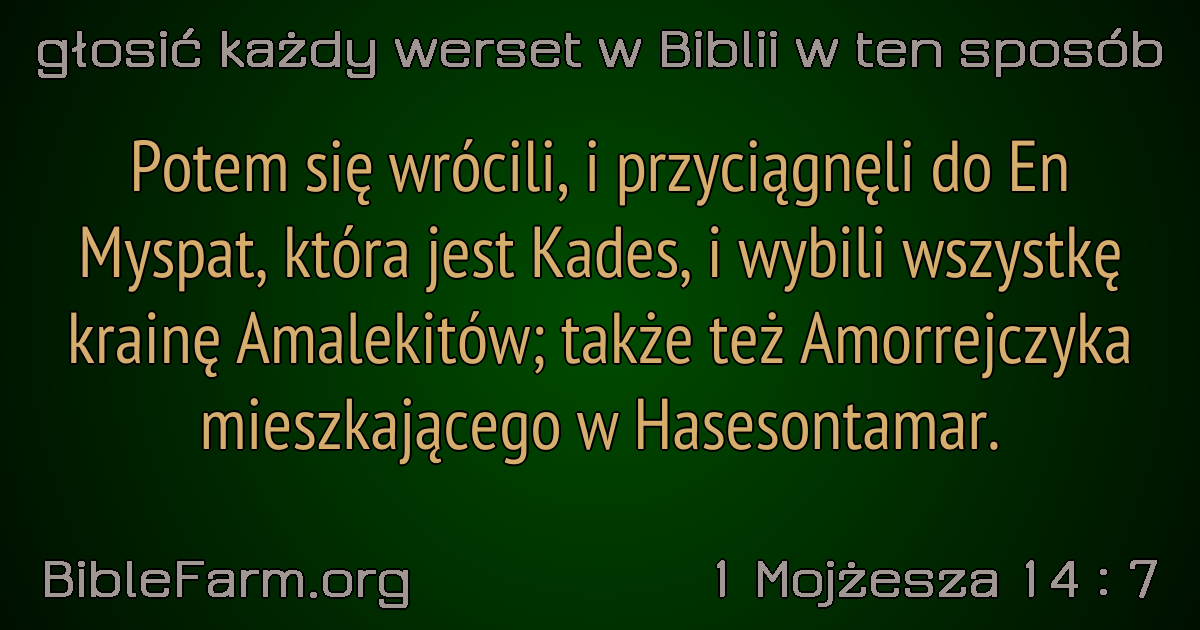 głosić każdy werset w Biblii w ten sposób
Potem się wrócili, i przyciągnęli do En
Myspat, która jest Kades, i wybili wszystkę
krainę Amalekitów; także też Amorrejczyka
mieszkającego w Hasesontamar.
BibleFarm.org
1 Mojżesza 14 : 7